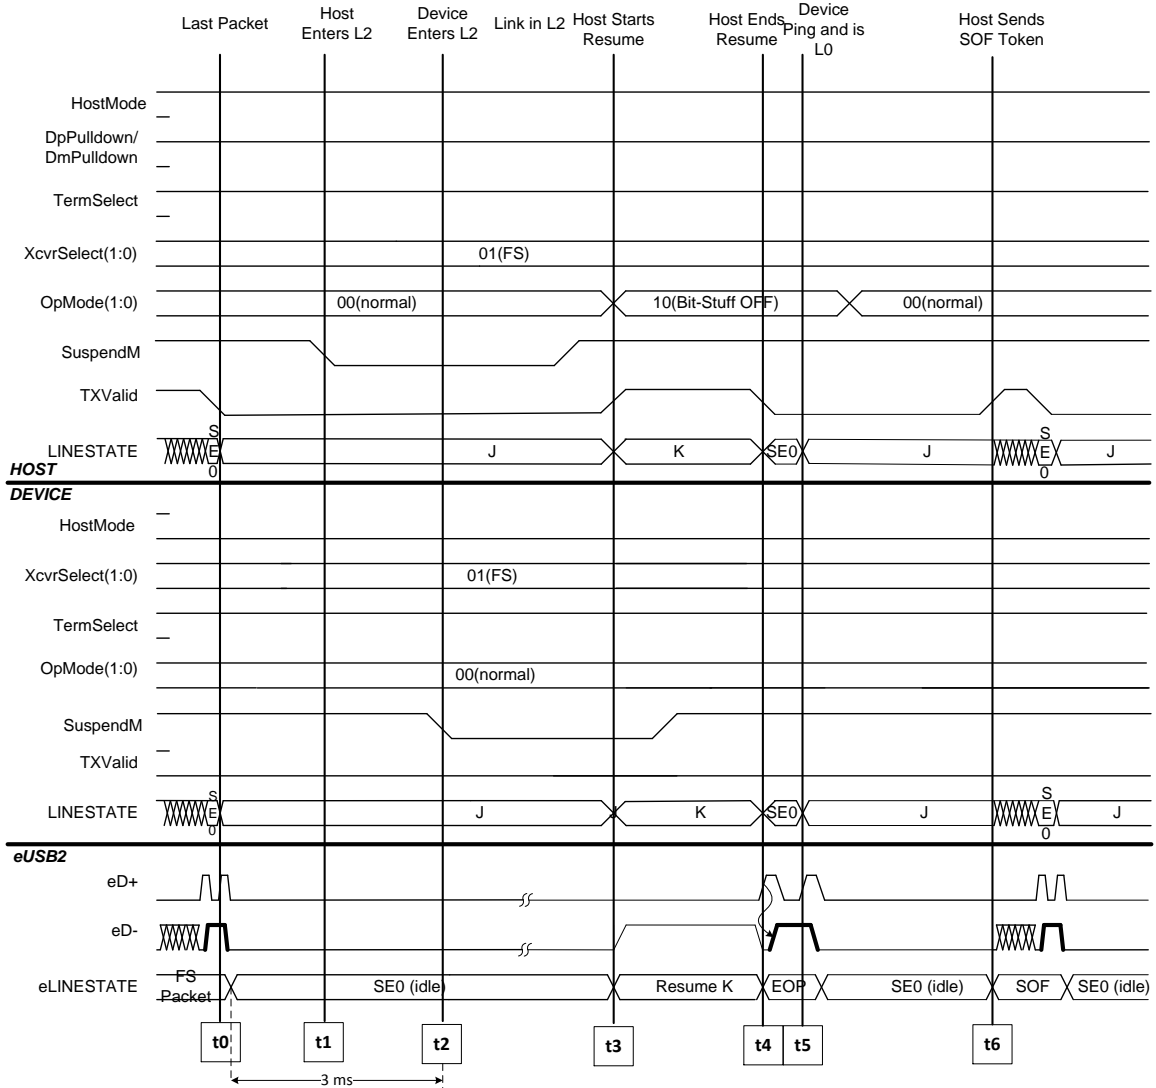 Last Packet
Host
Enters L2
Device
Enters L2
Link in L2
Host Starts
Resume
Host Ends
Resume
Device
Ping and is
L0
Host Sends
SOF Token
HostMode
DpPulldown/
DmPulldown
TermSelect
XcvrSelect(1:0)
01(FS)
OpMode(1:0)
00(normal)
10(Bit-Stuff OFF)
00(normal)
SuspendM
TXValid
LINESTATE
S
E
0
J
K
SE0
J
S
E
0
J
HOST
DEVICE
HostMode
XcvrSelect(1:0)
01(FS)
TermSelect
OpMode(1:0)
00(normal)
SuspendM
TXValid
LINESTATE
S
E
0
J
J
K
SE0
J
S
E
0
J
eUSB2
eD+
eD-
eLINESTATE
FS
Packet
SE0 (idle)
Resume K
EOP
SE0 (idle)
SOF
SE0 (idle)
t0
t1
t2
t3
t4
t5
t6
3 ms